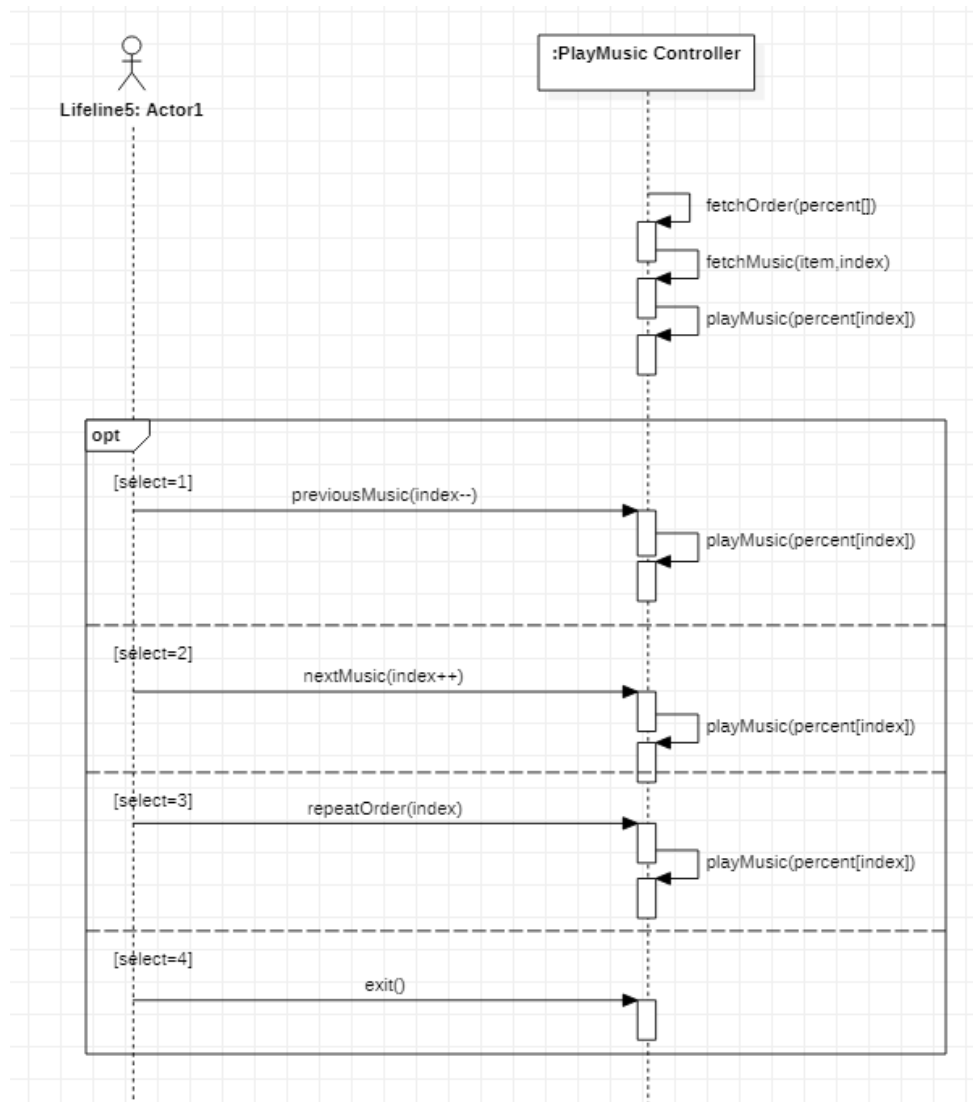 :PlayMusic Controller
Lifeline5: Actor1
fetchOrder(percent[])
fetchMusic(item,index)
playMusic(percent[index])
opt
[select=1]
previousMusic(index--)
playMusic(percent[index])
[select=2]
nextMusic(index++)
playMusic(percent[index])
[select=3]
repeatOrder(index)
playMusic(percent[index])
[select=4]
exit()